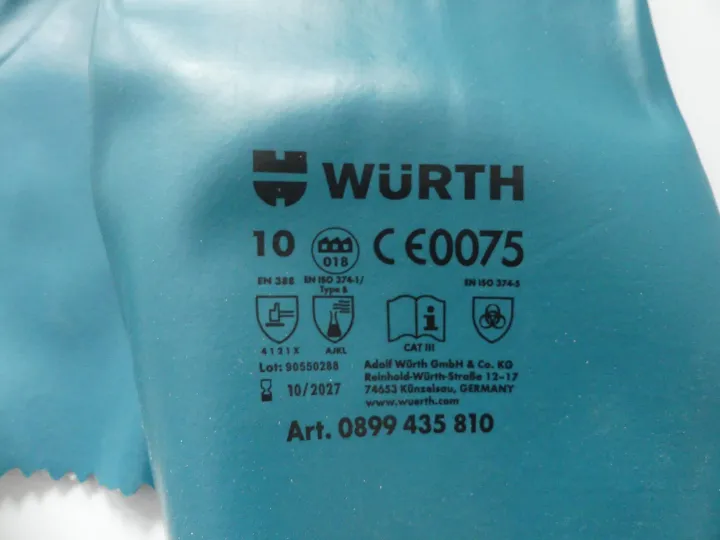 WÜRTH
10 018 CE0075
EN 388 EN ISO 374-1/ Type B EN ISO 374-5
4121X AJKL CAT III
Lot: 90550288
10/2027
Adolf Würth GmbH & Co. KG
Reinhold-Würth-Straße 12-17
74653 Künzelsau, GERMANY
www.wuerth.com
Art. 0899 435 810